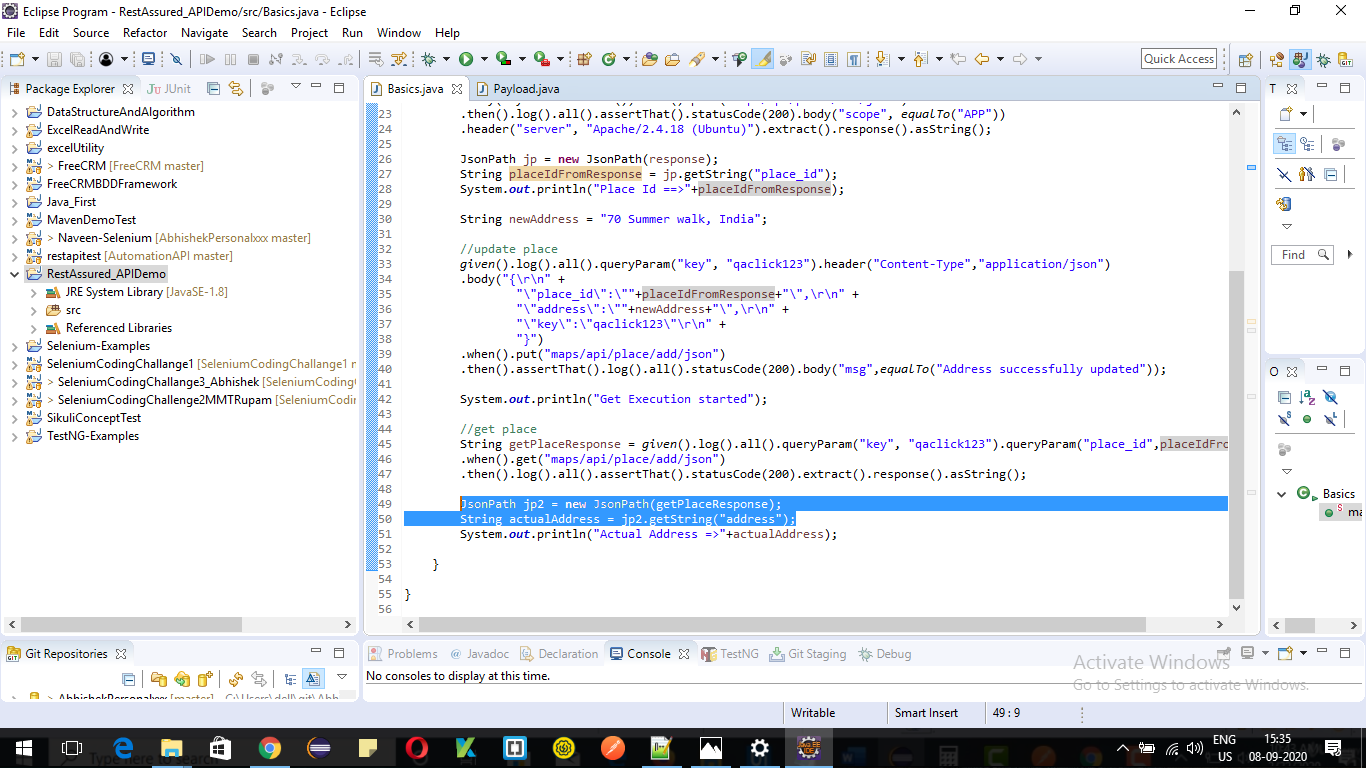 Eclipse Program - RestAssured_APIDemo/src/Basics.java - Eclipse
File Edit Source Refactor Navigate Search Project Run Window Help
Quick Access
Package Explorer JUnit
DataStructureAndAlgorithm
ExcelReadAndWrite
excelUtility
> FreeCRM [FreeCRM master]
FreeCRMBDDFramework
Java_First
MavenDemoTest
> Naveen-Selenium [AbhishekPersonalxxx master]
restapitest [AutomationAPI master]
RestAssured_APIDemo
JRE System Library [JavaSE-1.8]
src
Referenced Libraries
Selenium-Examples
SeleniumCodingChallange1 [SeleniumCodingChallange1 m
> SeleniumCodingChallange3_Abhishek [SeleniumCoding
> SeleniumCodingChallenge2MMTRupam [SeleniumCodin
SikuliConceptTest
TestNG-Examples
Basics.java Payload.java
23 .then().log().all().assertThat().statusCode(200).body("scope", equalTo("APP"))
24 .header("server", "Apache/2.4.18 (Ubuntu)").extract().response().asString();
25
26 JsonPath jp = new JsonPath(response);
27 String placeIdFromResponse = jp.getString("place_id");
28 System.out.println("Place Id ==>"+placeIdFromResponse);
29
30 String newAddress = "70 Summer walk, India";
31
32 //update place
33 given().log().all().queryParam("key", "qaclick123").header("Content-Type","application/json")
34 .body("{\r\n" +
35 "\"place_id\":\""+placeIdFromResponse+"\",\r\n" +
36 "\"address\":\""+newAddress+"\",\r\n" +
37 "\"key\":\"qaclick123\"\r\n" +
38 "}")
39 .when().put("maps/api/place/add/json")
40 .then().assertThat().log().all().statusCode(200).body("msg",equalTo("Address successfully updated"));
41
42 System.out.println("Get Execution started");
43
44 //get place
45 String getPlaceResponse = given().log().all().queryParam("key", "qaclick123").queryParam("place_id",placeIdFrc
46 .when().get("maps/api/place/add/json")
47 .then().log().all().assertThat().statusCode(200).extract().response().asString();
48
49 JsonPath jp2 = new JsonPath(getPlaceResponse);
50 String actualAddress = jp2.getString("address");
51 System.out.println("Actual Address =>"+actualAddress);
52
53 }
54
55 }
56
T
Find
O
Basics
ma
Git Repositories
> AbhishekPersonalxxx [master] - C:\Users\dell\git\Abh
Problems Javadoc Declaration Console TestNG Git Staging Debug
No consoles to display at this time.
Activate Windows
Go to Settings to activate Windows.
Writable Smart Insert 49 : 9
ENG
US
15:35
08-09-2020